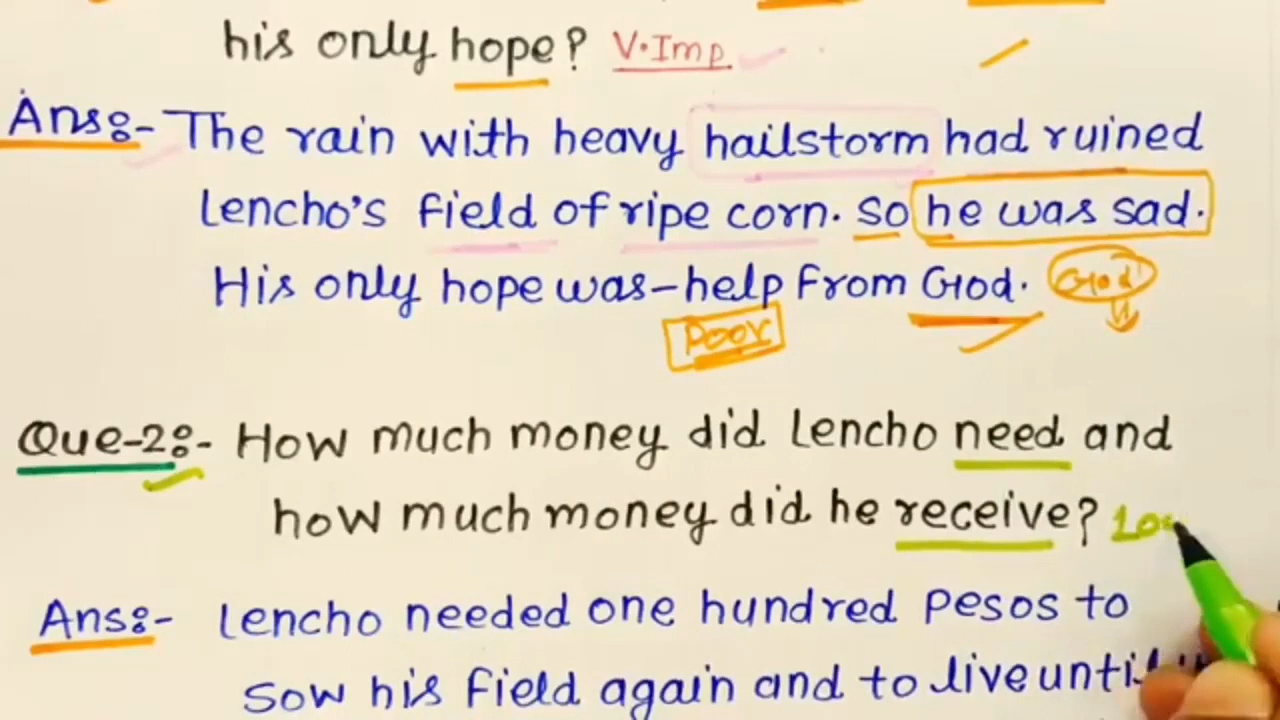 his only hope? V.Imp
Ans:- The rain with heavy hailstorm had ruined
Lencho's field of ripe corn. so he was sad.
His only hope was-help from God. God
Poor
Que-2:- How much money did Lencho need and
how much money did he receive? 10
Ans:- Lencho needed one hundred Pesos to
sow his field again and to live until